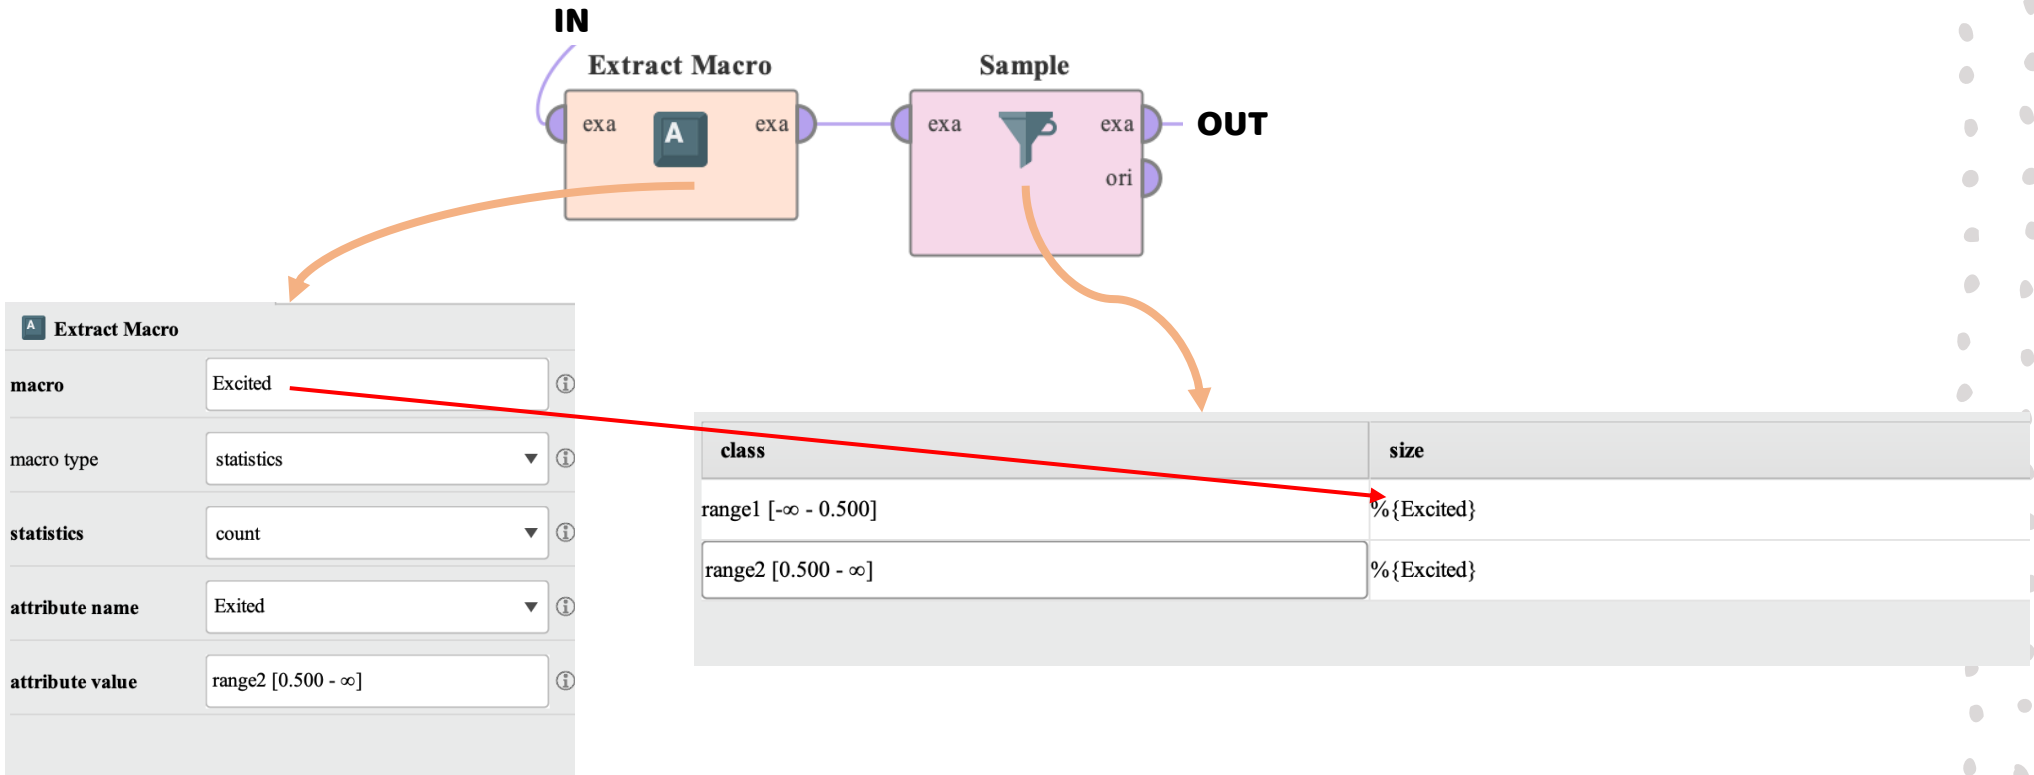 IN
Extract Macro
Sample
exa
A
exa
exa
exa
OUT
ori
A Extract Macro
macro
Excited
macro type
statistics
statistics
count
attribute name
Exited
attribute value
range2 [0.500 - ∞]
class
size
range1 [-∞ - 0.500]
%{Excited}
range2 [0.500 - ∞]
%{Excited}